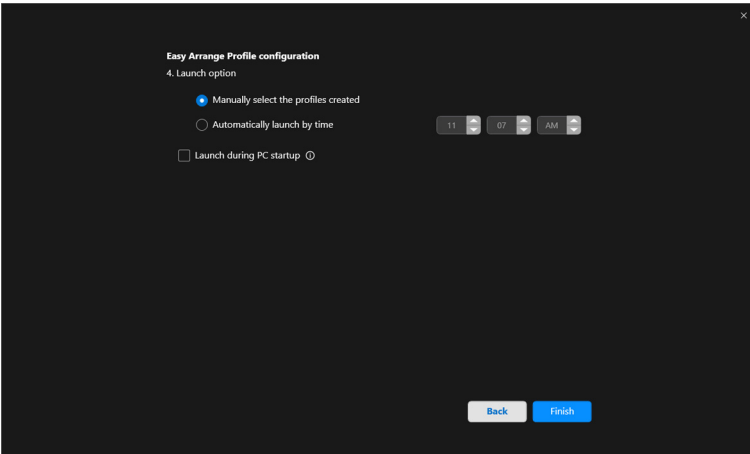 Easy Arrange Profile configuration
4. Launch option
Manually select the profiles created
Automatically launch by time 11 07 AM
Launch during PC startup
Back Finish